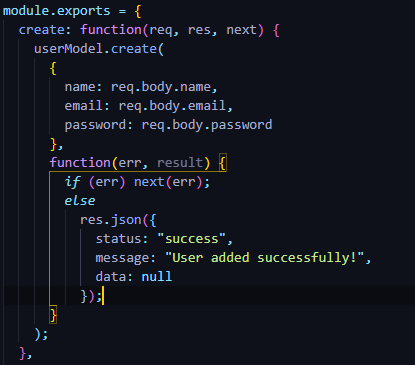 module.exports = {
  create: function(req, res, next) {
    userModel.create(
      {
        name: req.body.name,
        email: req.body.email,
        password: req.body.password
      },
      function(err, result) {
        if (err) next(err);
        else
          res.json({
            status: "success",
            message: "User added successfully!",
            data: null
          });
      }
    );
  },